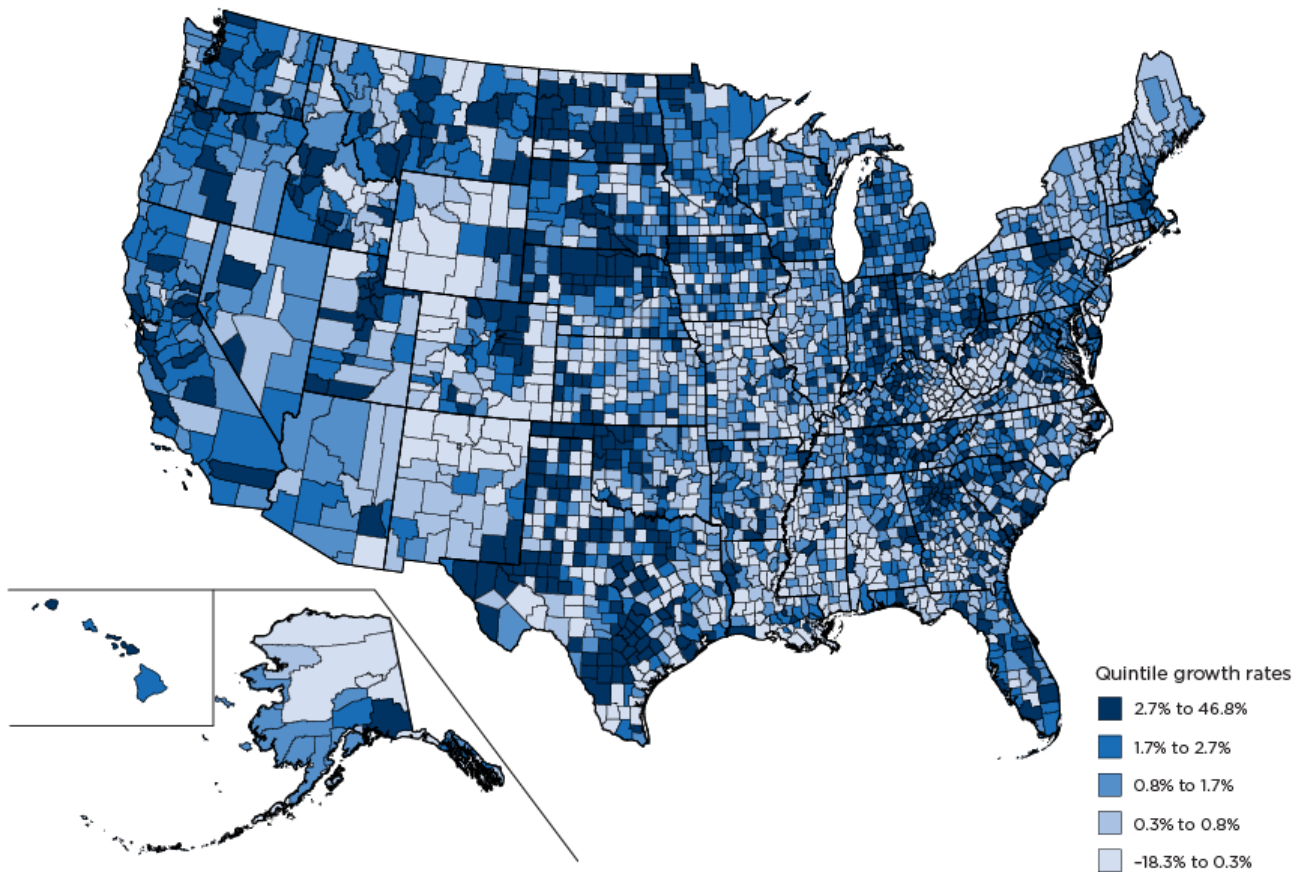 Quintile growth rates
2.7% to 46.8%
1.7% to 2.7%
0.8% to 1.7%
0.3% to 0.8%
–18.3% to 0.3%